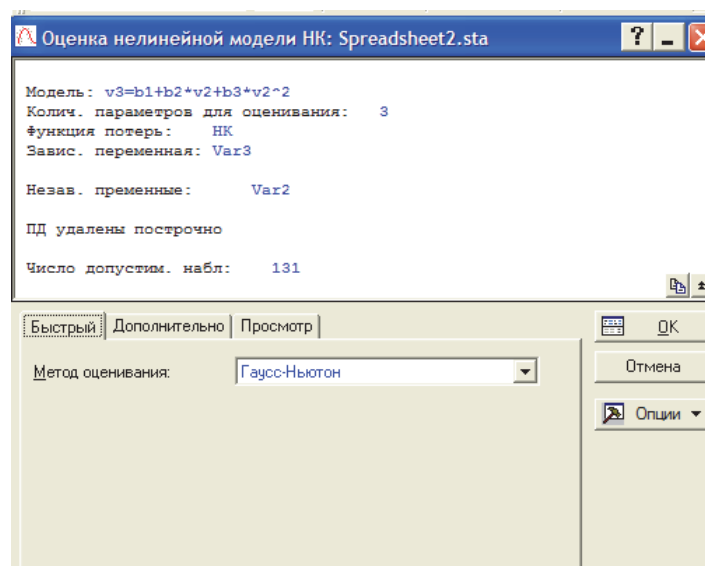 Оценка нелинейной модели НК: Spreadsheet2.sta
Модель: v3=b1+b2*v2+b3*v2^2
Колич. параметров для оценивания: 3
Функция потерь: НК
Завис. переменная: Var3
Незав. пременные: Var2
ПД удалены построчно
Число допустим. набл: 131
Быстрый Дополнительно Просмотр
OK
Метод оценивания: Гаусс-Ньютон
Отмена
Опции